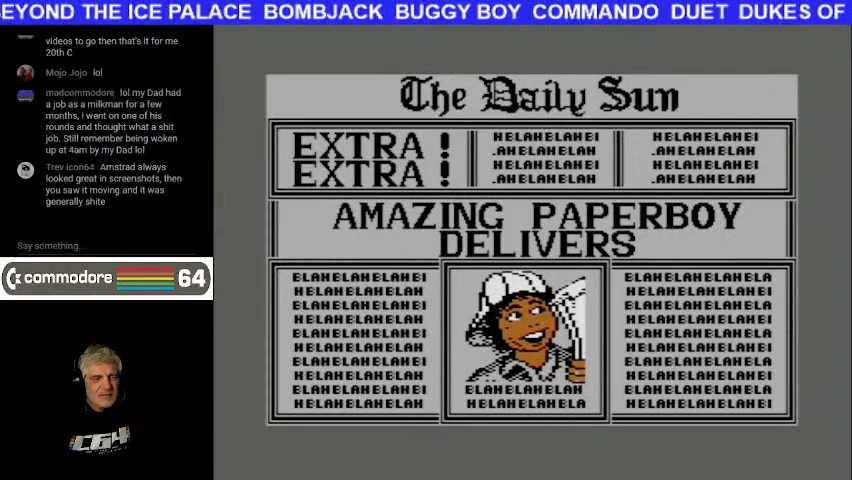 BEYOND THE ICE PALACE  BOMBJACK  BUGGY BOY  COMMANDO  DUET  DUKES OF
videos to go then that's it for me
20th C
Mojo Jojo lol
madcommodore lol my Dad had
a job as a milkman for a few
months, I went on one of his
rounds and thought what a shit
job. Still remember being woken
up at 4am by my Dad lol
Trev Icon64 Amstrad always
looked great in screenshots, then
you saw it moving and it was
generally shite
Say something...
commodore 64
C64
The Daily Sun
EXTRA !
EXTRA !
HELAHELAHEI
.AHELAHELAH
HELAHELAHEI
.AHELAHELAH
HELAHELAHEI
.AHELAHELAH
HELAHELAHEI
.AHELAHELAH
AMAZING PAPERBOY
DELIVERS
ELAHELAHELAHEI
HELAHELAHELAH
ELAHELAHELAHEI
HELAHELAHELAH
ELAHELAHELAHEI
HELAHELAHELAH
ELAHELAHELAHEI
HELAHELAHELAH
ELAHELAHELAHEI
HELAHELAHELAH
ELAHELAHELAH
HELAHELAHELA
ELAHELAHELAHELA
HELAHELAHELAHEI
ELAHELAHELAHELA
HELAHELAHELAHEI
ELAHELAHELAHELA
HELAHELAHELAHEI
ELAHELAHELAHELA
HELAHELAHELAHEI
ELAHELAHELAHELA
HELAHELAHELAHEI